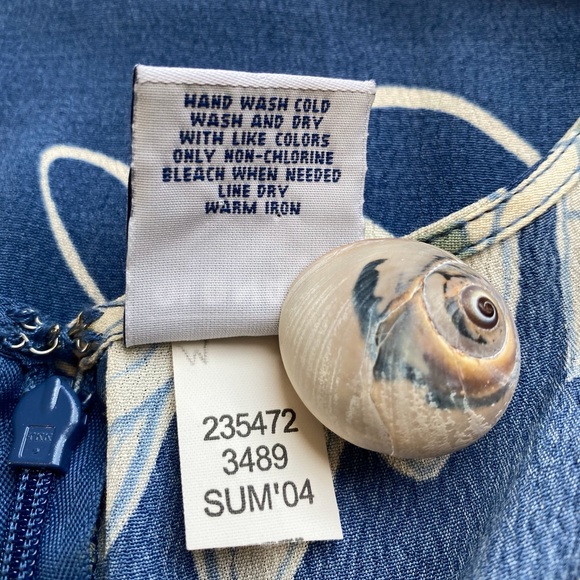 HAND WASH COLD
WASH AND DRY
WITH LIKE COLORS
ONLY NON-CHLORINE
BLEACH WHEN NEEDED
LINE DRY
WARM IRON
W
235472
3489
SUM'04